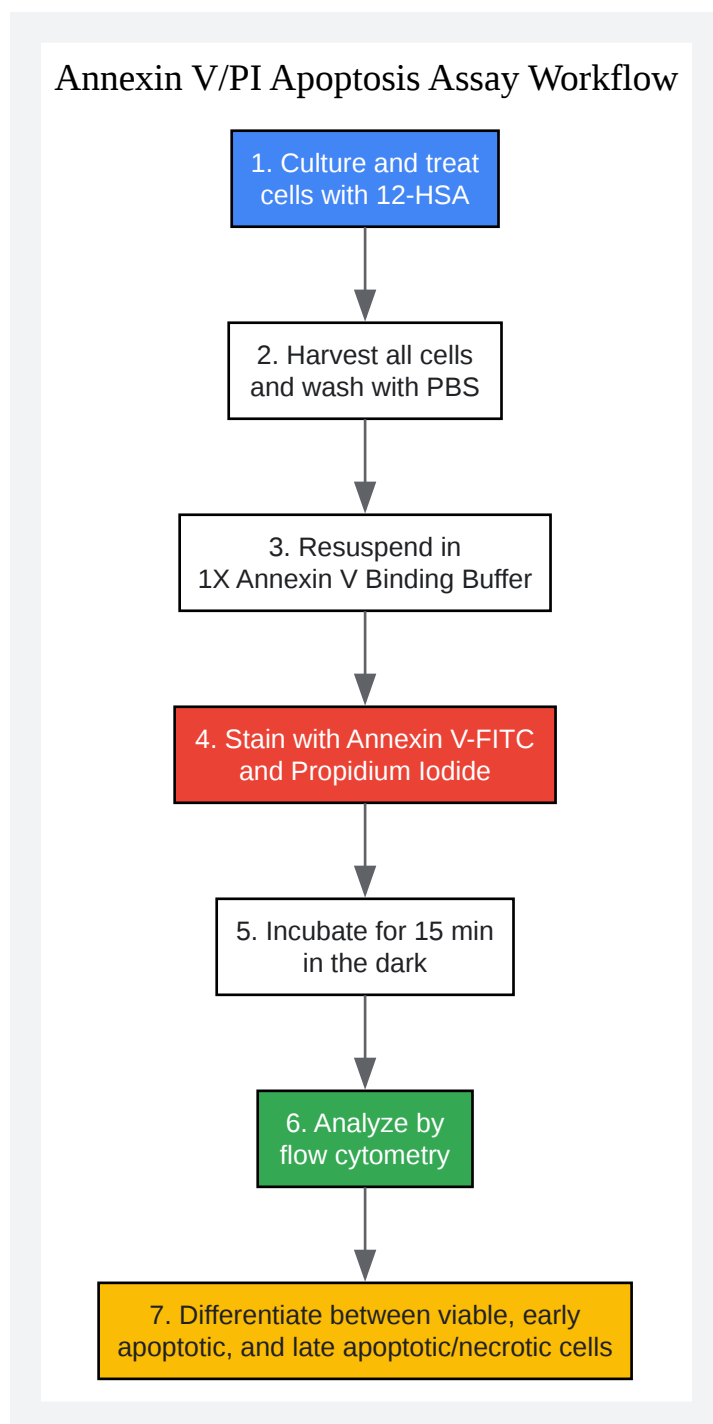 Annexin V/PI Apoptosis Assay Workflow
1. Culture and treat
cells with 12-HSA
2. Harvest all cells
and wash with PBS
3. Resuspend in
1X Annexin V Binding Buffer
4. Stain with Annexin V-FITC
and Propidium Iodide
5. Incubate for 15 min
in the dark
6. Analyze by
flow cytometry
7. Differentiate between viable, early
apoptotic, and late apoptotic/necrotic cells